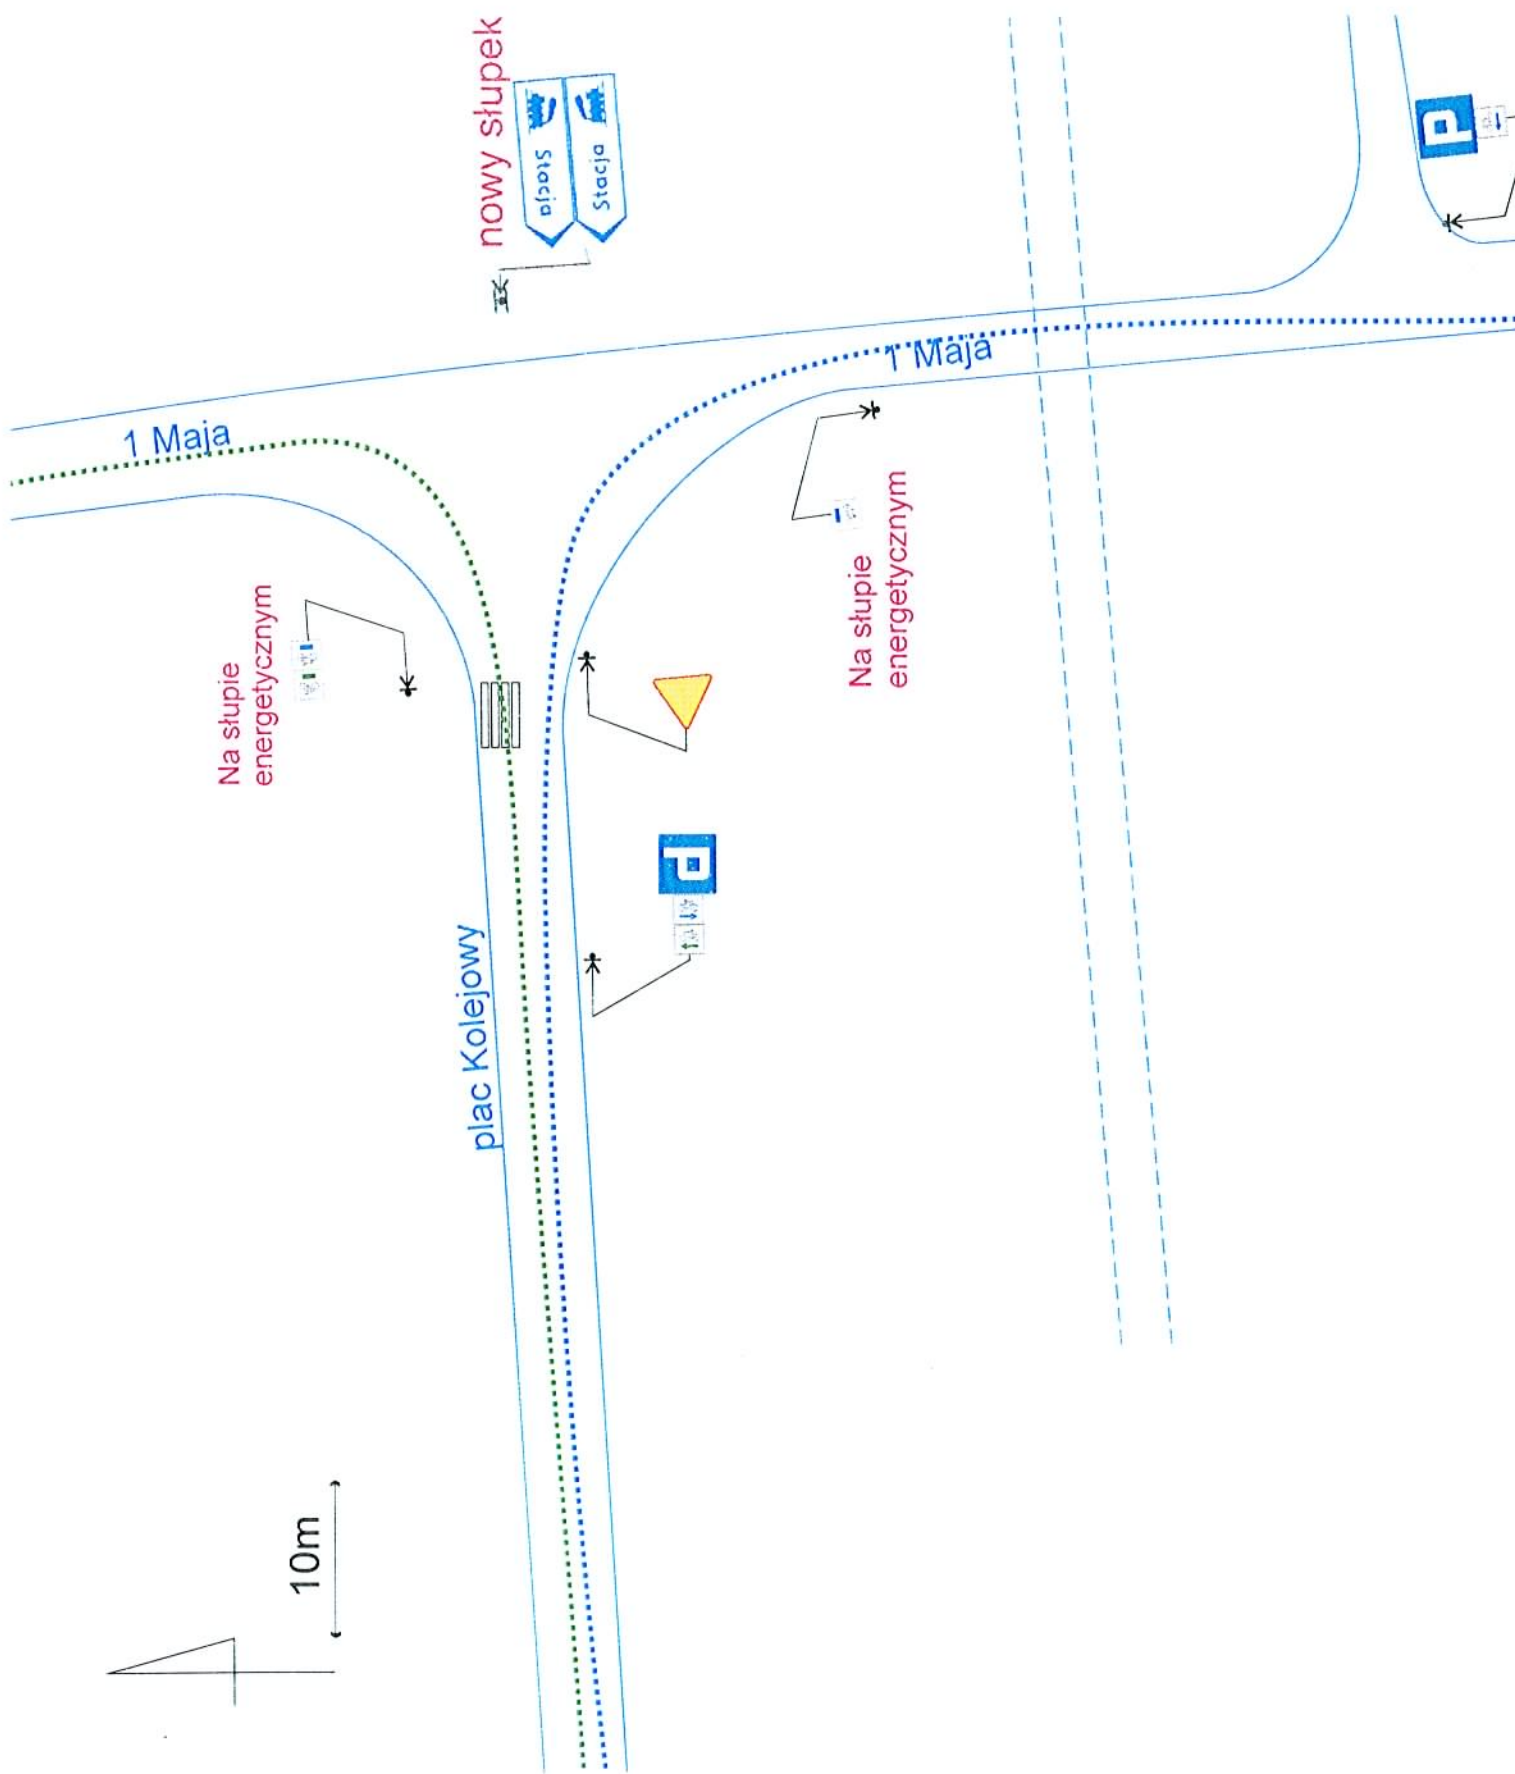 nowy słupek
Stacja
Stacja
1 Maja
1 Maja
Na słupie
energetycznym
Na słupie
energetycznym
P
P
plac Kolejowy
10m